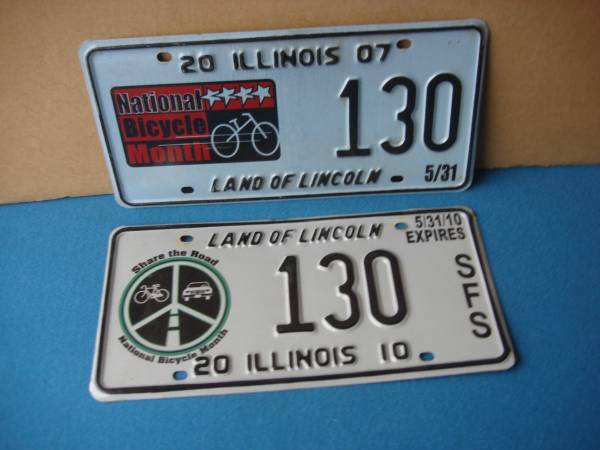 20 ILLINOIS 07
National
Bicycle
Month
130
LAND OF LINCOLN
5/31
LAND OF LINCOLN
5/31/10
EXPIRES
Share the Road
National Bicycle Month
130
SFS
20 ILLINOIS 10